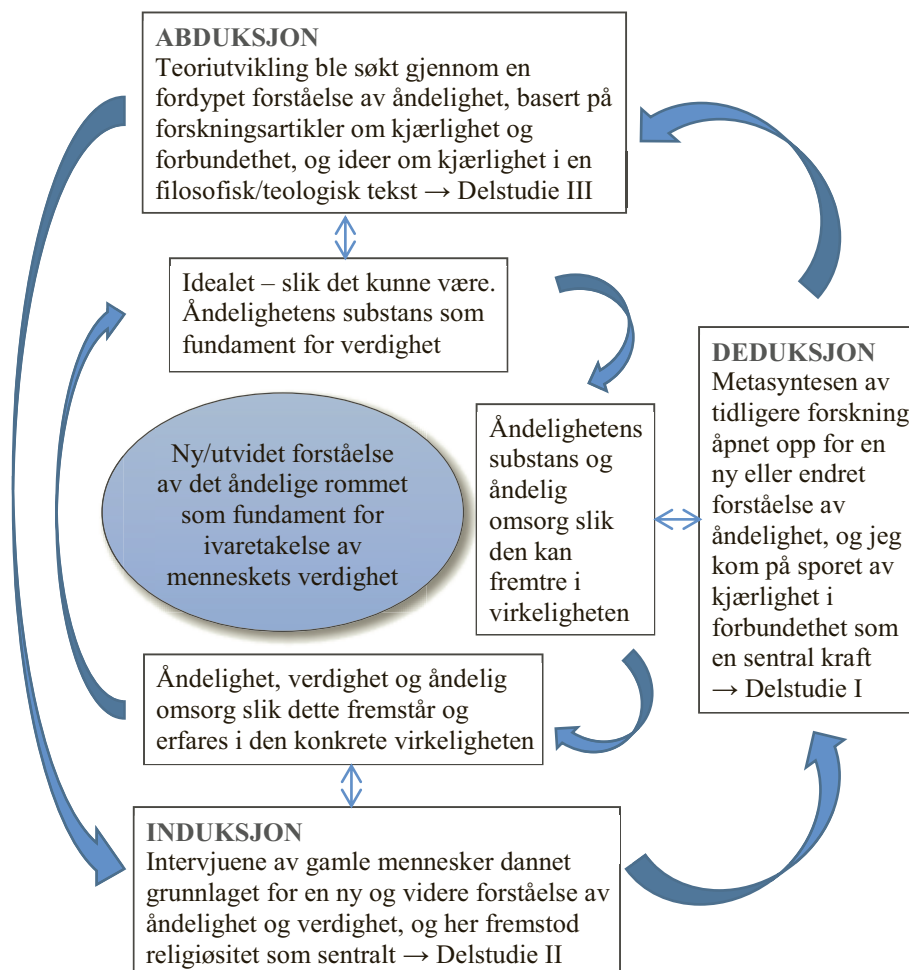 ABDUKSJON
Teoriutvikling ble søkt gjennom en
fordypet forståelse av åndelighet, basert på
forskningsartikler om kjærlighet og
forbundethet, og ideer om kjærlighet i en
filosofisk/teologisk tekst → Delstudie III
Idealet – slik det kunne være.
Åndelighetens substans som
fundament for verdighet
DEDUKSJON
Metasyntesen av
tidligere forskning
åpnet opp for en
ny eller endret
forståelse av
åndelighet, og jeg
kom på sporet av
kjærlighet i
forbundethet som
en sentral kraft
→ Delstudie I
Åndelighetens
substans og
åndelig
omsorg slik
den kan
fremtre i
virkeligheten
Ny/utvidet forståelse
av det åndelige rommet
som fundament for
ivaretakelse av
menneskets verdighet
Åndelighet, verdighet og åndelig
omsorg slik dette fremstår og
erfares i den konkrete virkeligheten
INDUKSJON
Intervjuene av gamle mennesker dannet
grunnlaget for en ny og videre forståelse av
åndelighet og verdighet, og her fremstod
religiøsitet som sentralt → Delstudie II